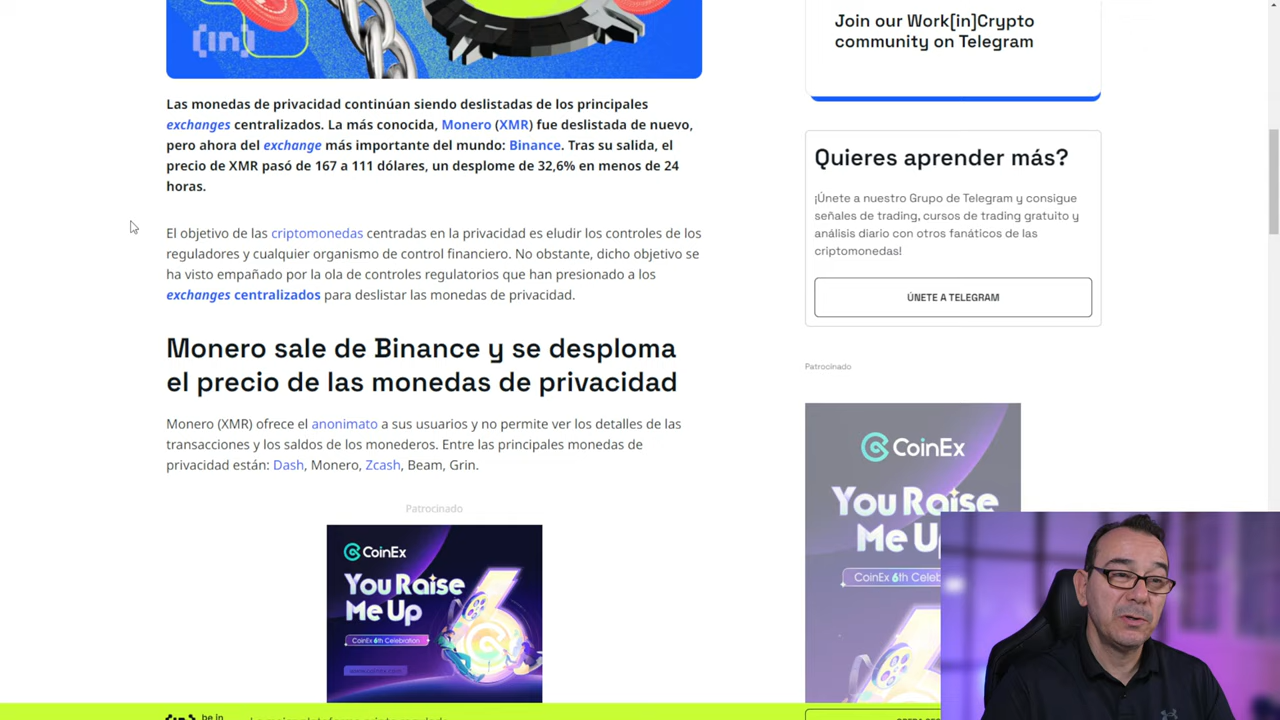 [in]
Las monedas de privacidad continúan siendo deslistadas de los principales
exchanges centralizados. La más conocida, Monero (XMR) fue deslistada de nuevo,
pero ahora del exchange más importante del mundo: Binance. Tras su salida, el
precio de XMR pasó de 167 a 111 dólares, un desplome de 32,6% en menos de 24
horas.
El objetivo de las criptomonedas centradas en la privacidad es eludir los controles de los
reguladores y cualquier organismo de control financiero. No obstante, dicho objetivo se
ha visto empañado por la ola de controles regulatorios que han presionado a los
exchanges centralizados para deslistar las monedas de privacidad.
Monero sale de Binance y se desploma
el precio de las monedas de privacidad
Monero (XMR) ofrece el anonimato a sus usuarios y no permite ver los detalles de las
transacciones y los saldos de los monederos. Entre las principales monedas de
privacidad están: Dash, Monero, Zcash, Beam, Grin.
Patrocinado
CoinEx
You Raise
Me Up
CoinEx 6th Celebration
Join our Work[in]Crypto
community on Telegram
Quieres aprender más?
¡Únete a nuestro Grupo de Telegram y consigue
señales de trading, cursos de trading gratuito y
análisis diario con otros fanáticos de las
criptomonedas!
ÚNETE A TELEGRAM
Patrocinado
CoinEx
You Raise
Me
CoinEx 6th Celeb
be in